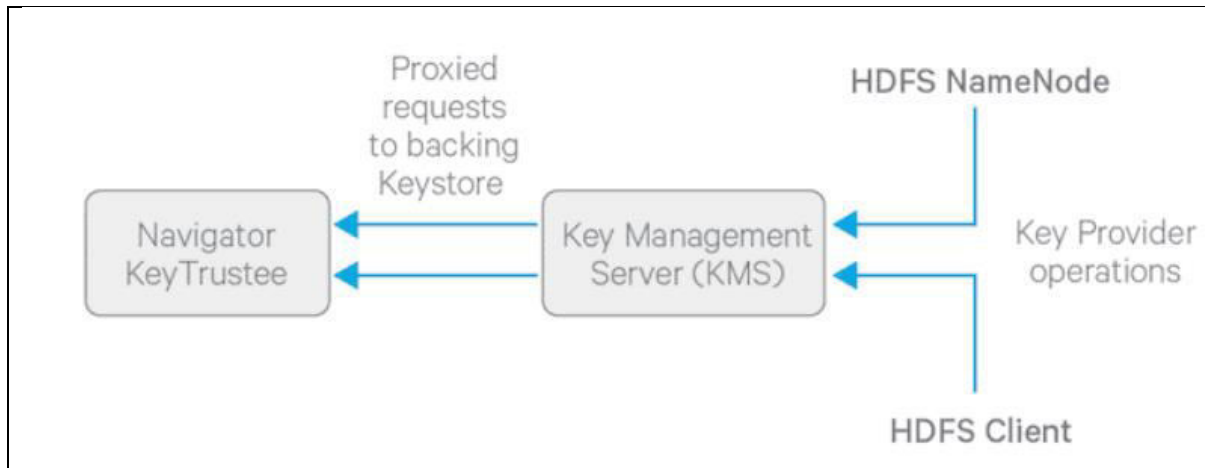 Proxied
requests
to backing
Keystore
HDFS NameNode
Navigator
KeyTrustee
Key Management
Server (KMS)
Key Provider
operations
HDFS Client